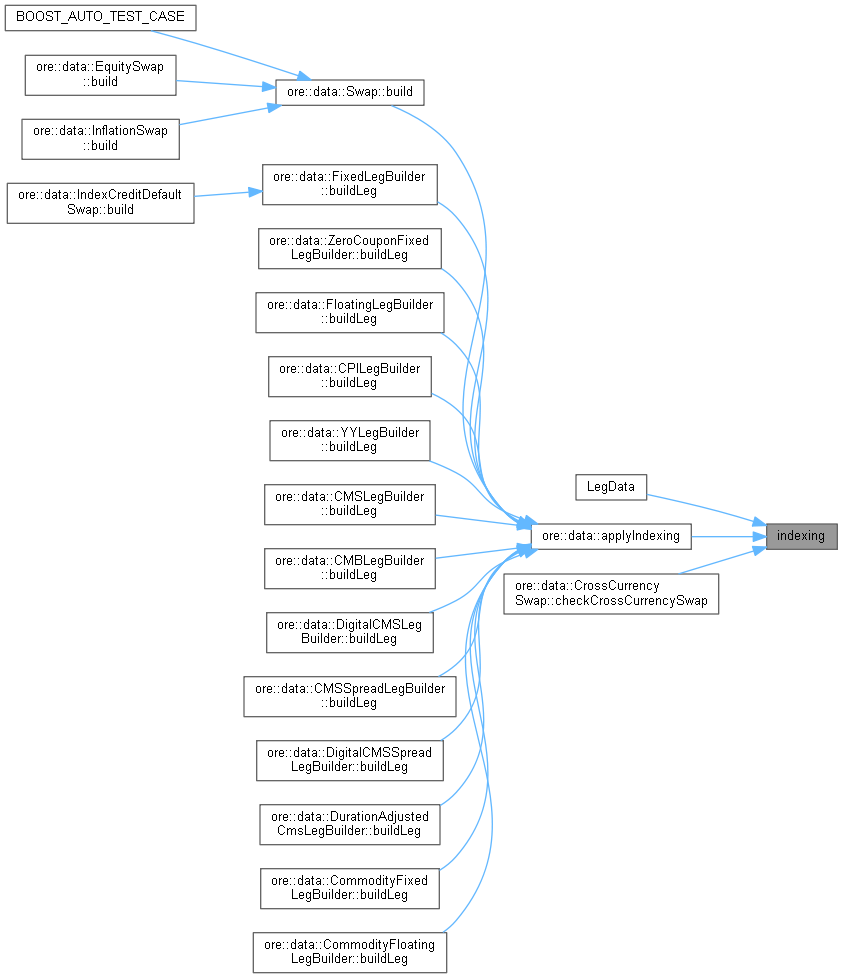 BOOST_AUTO_TEST_CASE
ore::data::EquitySwap
::build
ore::data::Swap::build
ore::data::InflationSwap
::build
ore::data::FixedLegBuilder
::buildLeg
ore::data::IndexCreditDefault
Swap::build
ore::data::ZeroCouponFixed
LegBuilder::buildLeg
ore::data::FloatingLegBuilder
::buildLeg
ore::data::CPILegBuilder
::buildLeg
ore::data::YYLegBuilder
::buildLeg
LegData
ore::data::CMSLegBuilder
::buildLeg
ore::data::applyIndexing
indexing
ore::data::CMBLegBuilder
::buildLeg
ore::data::CrossCurrency
Swap::checkCrossCurrencySwap
ore::data::DigitalCMSLeg
Builder::buildLeg
ore::data::CMSSpreadLegBuilder
::buildLeg
ore::data::DigitalCMSSpread
LegBuilder::buildLeg
ore::data::DurationAdjusted
CmsLegBuilder::buildLeg
ore::data::CommodityFixed
LegBuilder::buildLeg
ore::data::CommodityFloating
LegBuilder::buildLeg